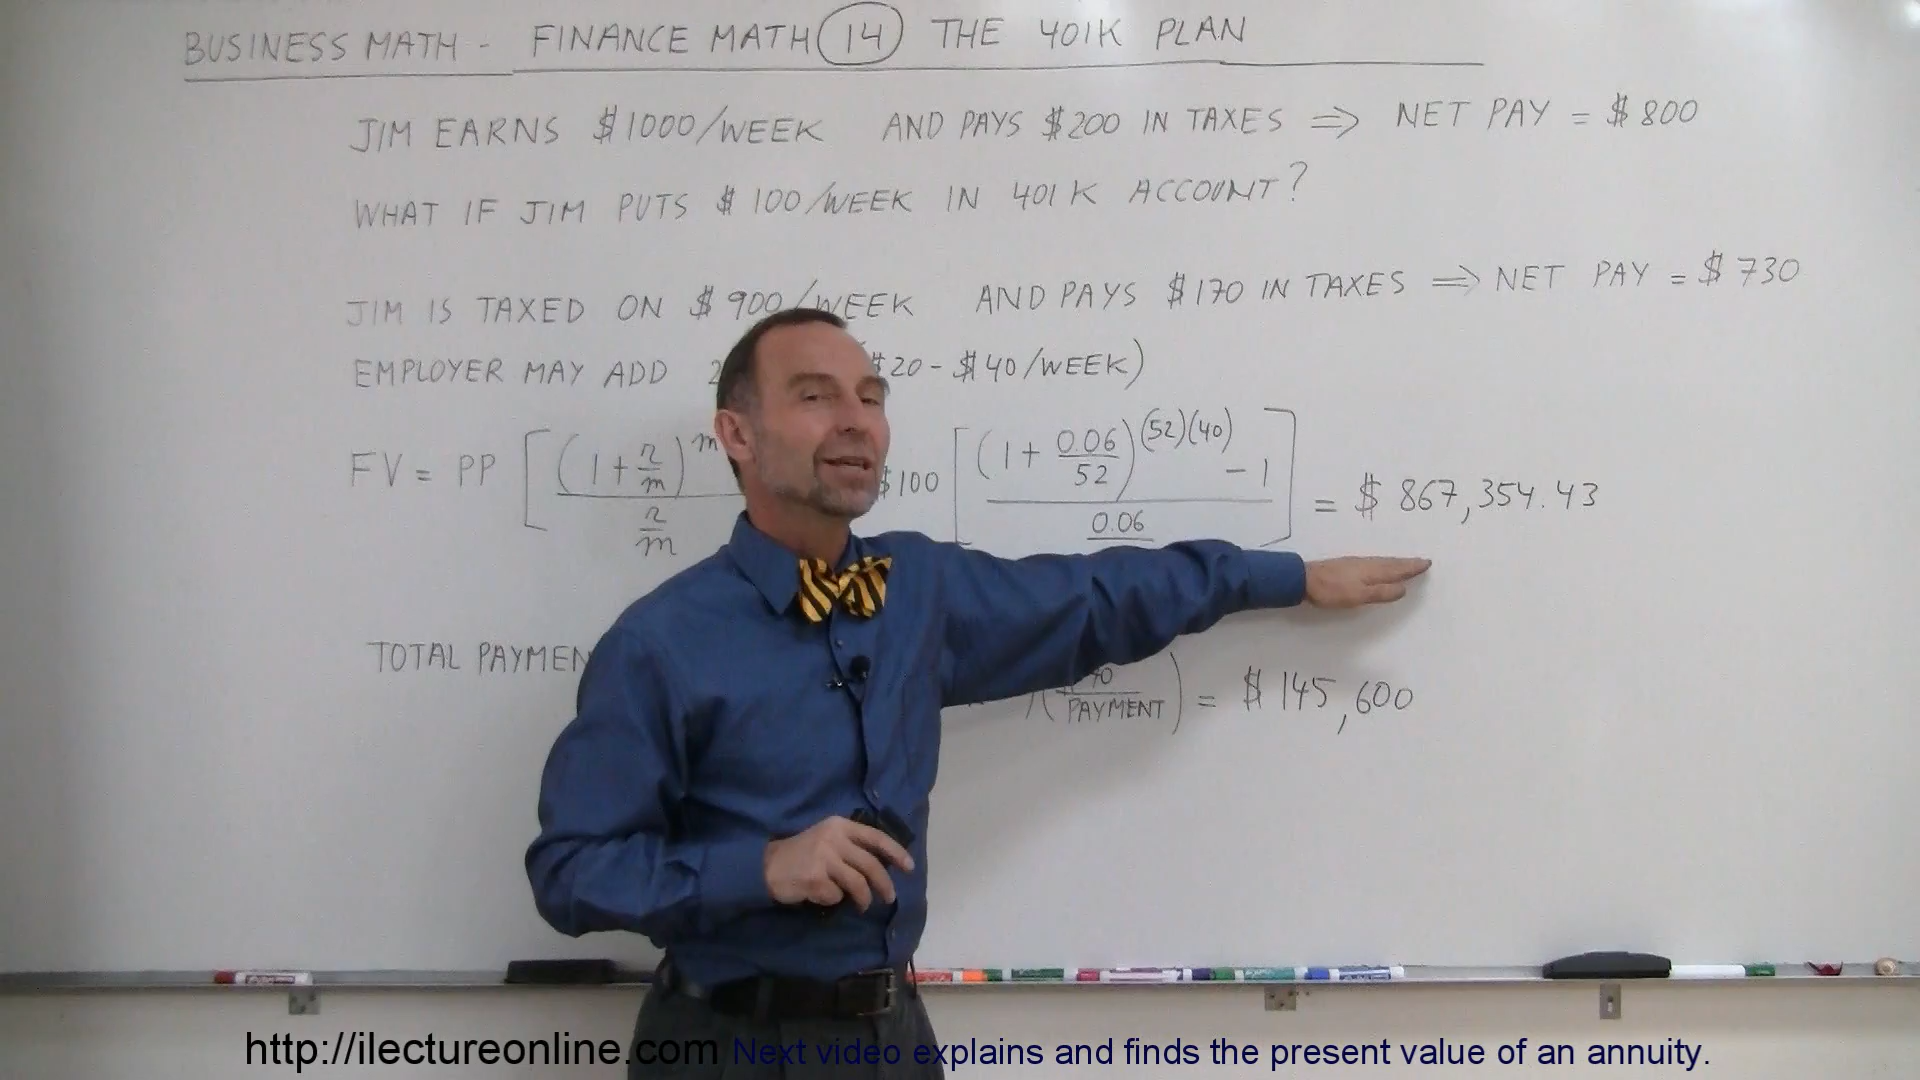 BUSINESS MATH - FINANCE MATH 14 THE 401K PLAN
JIM EARNS $1000/WEEK AND PAYS $200 IN TAXES ⇒ NET PAY = $800
WHAT IF JIM PUTS $100/WEEK IN 401K ACCOUNT?
JIM IS TAXED ON $900/WEEK AND PAYS $170 IN TAXES ⇒ NET PAY = $730
EMPLOYER MAY ADD 2 $20 - $40/WEEK)
FV = PP [ (1 + r/m)^m $100 [ ((1 + 0.06/52)^(52)(40) - 1) / 0.06 ] = $867,354.43
TOTAL PAYMEN )( 40 / PAYMENT ) = $145,600
http://ilectureonline.com Next video explains and finds the present value of an annuity.